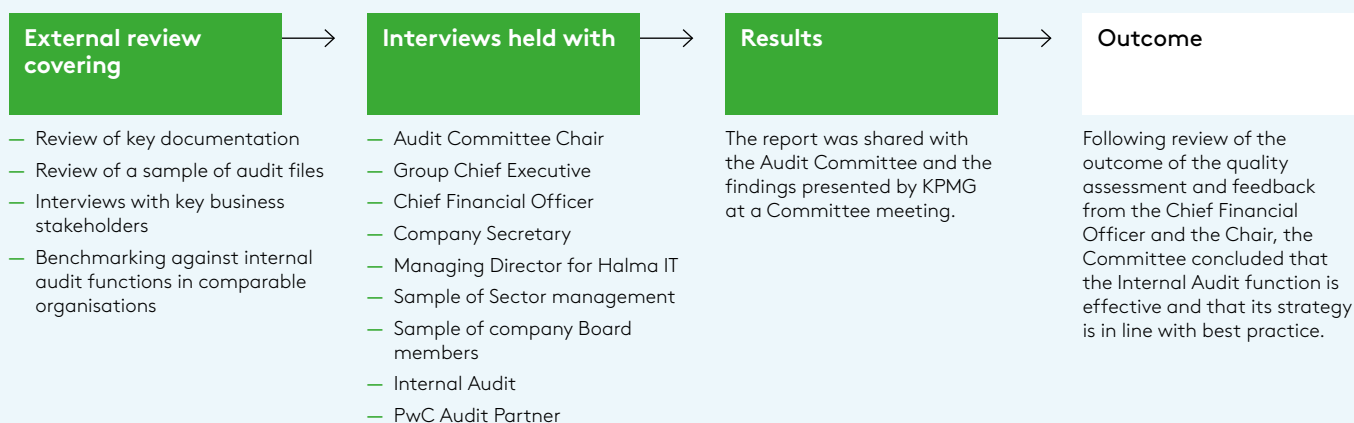 External review
covering
— Review of key documentation
— Review of a sample of audit files
— Interviews with key business
stakeholders
— Benchmarking against internal
audit functions in comparable
organisations
Interviews held with
— Audit Committee Chair
— Group Chief Executive
— Chief Financial Officer
— Company Secretary
— Managing Director for Halma IT
— Sample of Sector management
— Sample of company Board
members
— Internal Audit
— PwC Audit Partner
Results
The report was shared with
the Audit Committee and the
findings presented by KPMG
at a Committee meeting.
Outcome
Following review of the
outcome of the quality
assessment and feedback
from the Chief Financial
Officer and the Chair, the
Committee concluded that
the Internal Audit function is
effective and that its strategy
is in line with best practice.